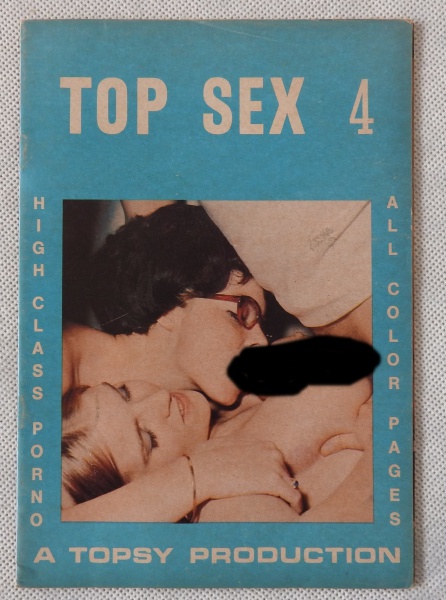 TOP SEX 4
HIGH CLASS PORNO
ALL COLOR PAGES
A TOPSY PRODUCTION